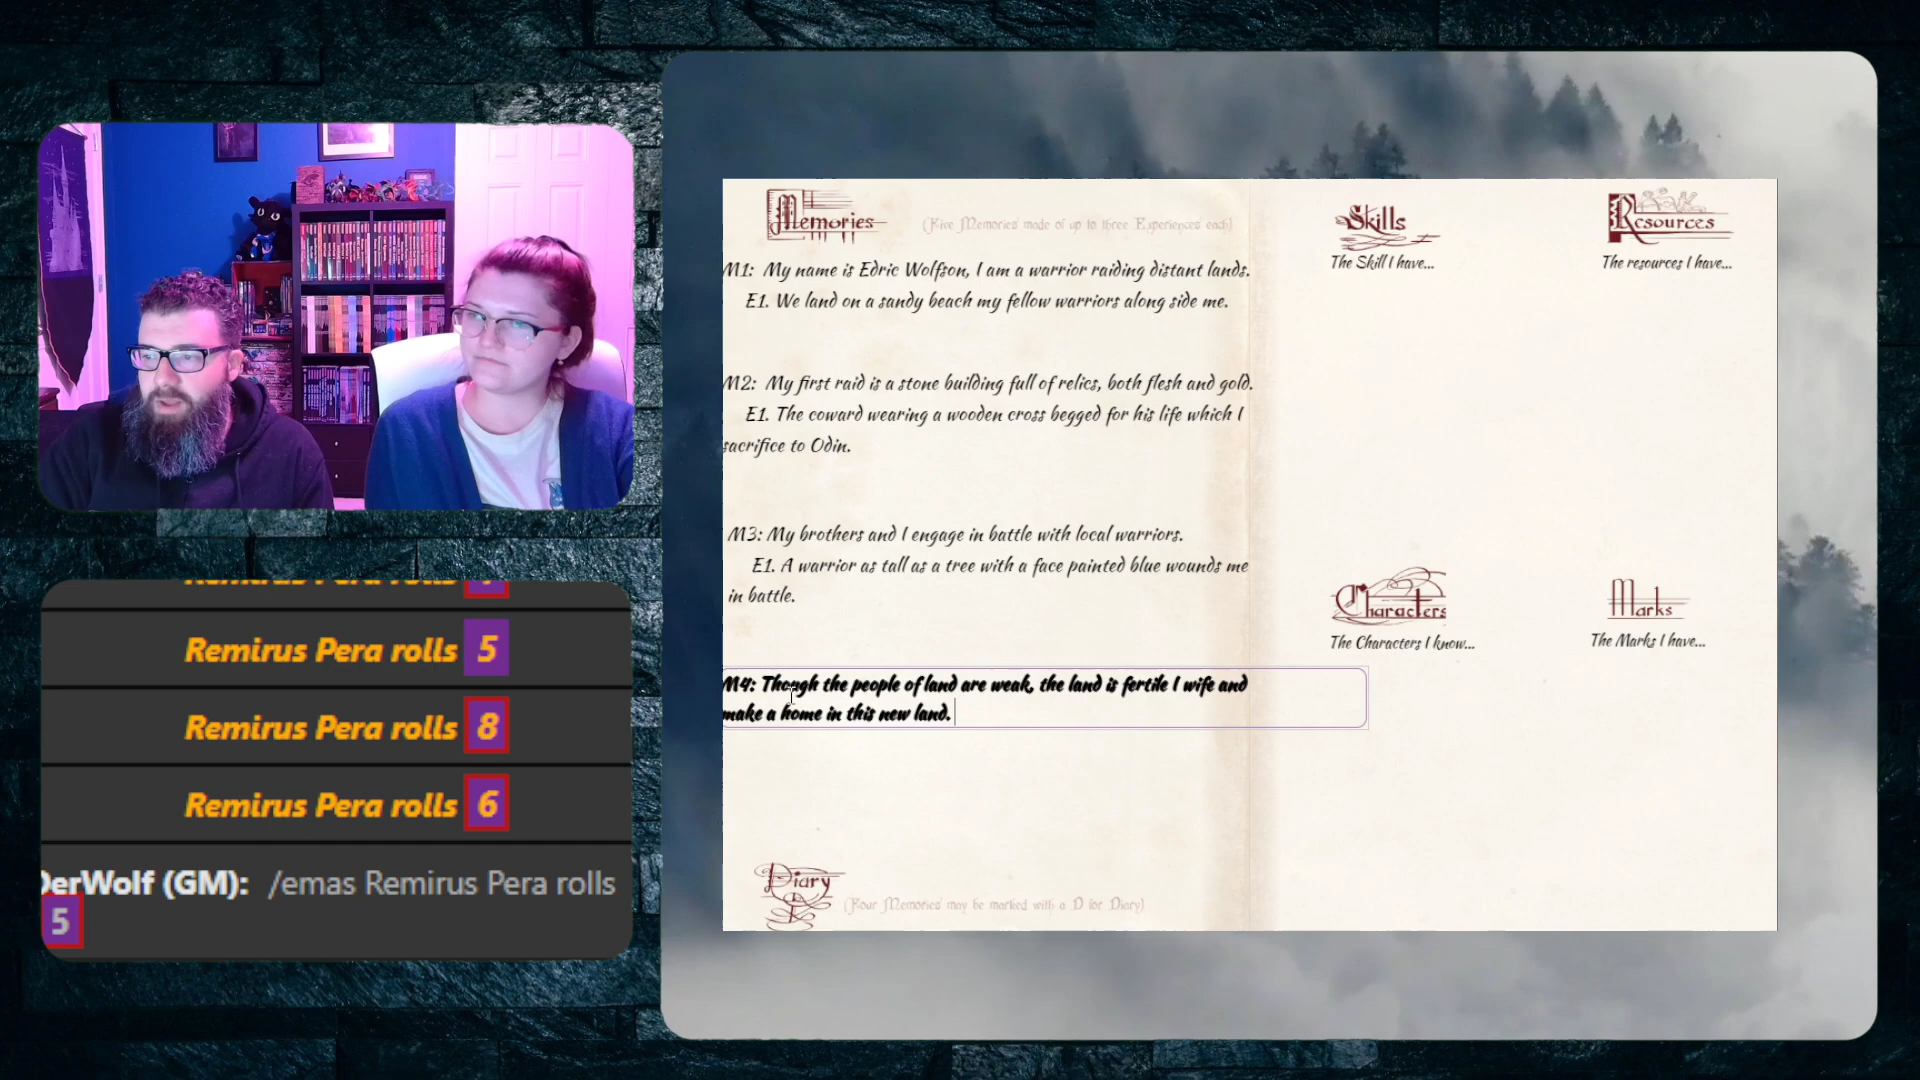 Memories
(Five Memories' made of up to three Experiences each)
M1: My name is Edric Wolfson, I am a warrior raiding distant lands.
E1. We land on a sandy beach my fellow warriors along side me.
M2: My first raid is a stone building full of relics, both flesh and gold.
E1. The coward wearing a wooden cross begged for his life which I
sacrifice to Odin.
M3: My brothers and I engage in battle with local warriors.
E1. A warrior as tall as a tree with a face painted blue wounds me
in battle.
M4: Though the people of land are weak, the land is fertile I wife and
make a home in this new land.
Diary
(Four Memories' may be marked with a D for Diary)
Skills
The Skill I have...
Resources
The resources I have...
Characters
The Characters I know...
Marks
The Marks I have...
Remirus Pera rolls
Remirus Pera rolls 5
Remirus Pera rolls 8
Remirus Pera rolls 6
DerWolf (GM): /emas Remirus Pera rolls
5